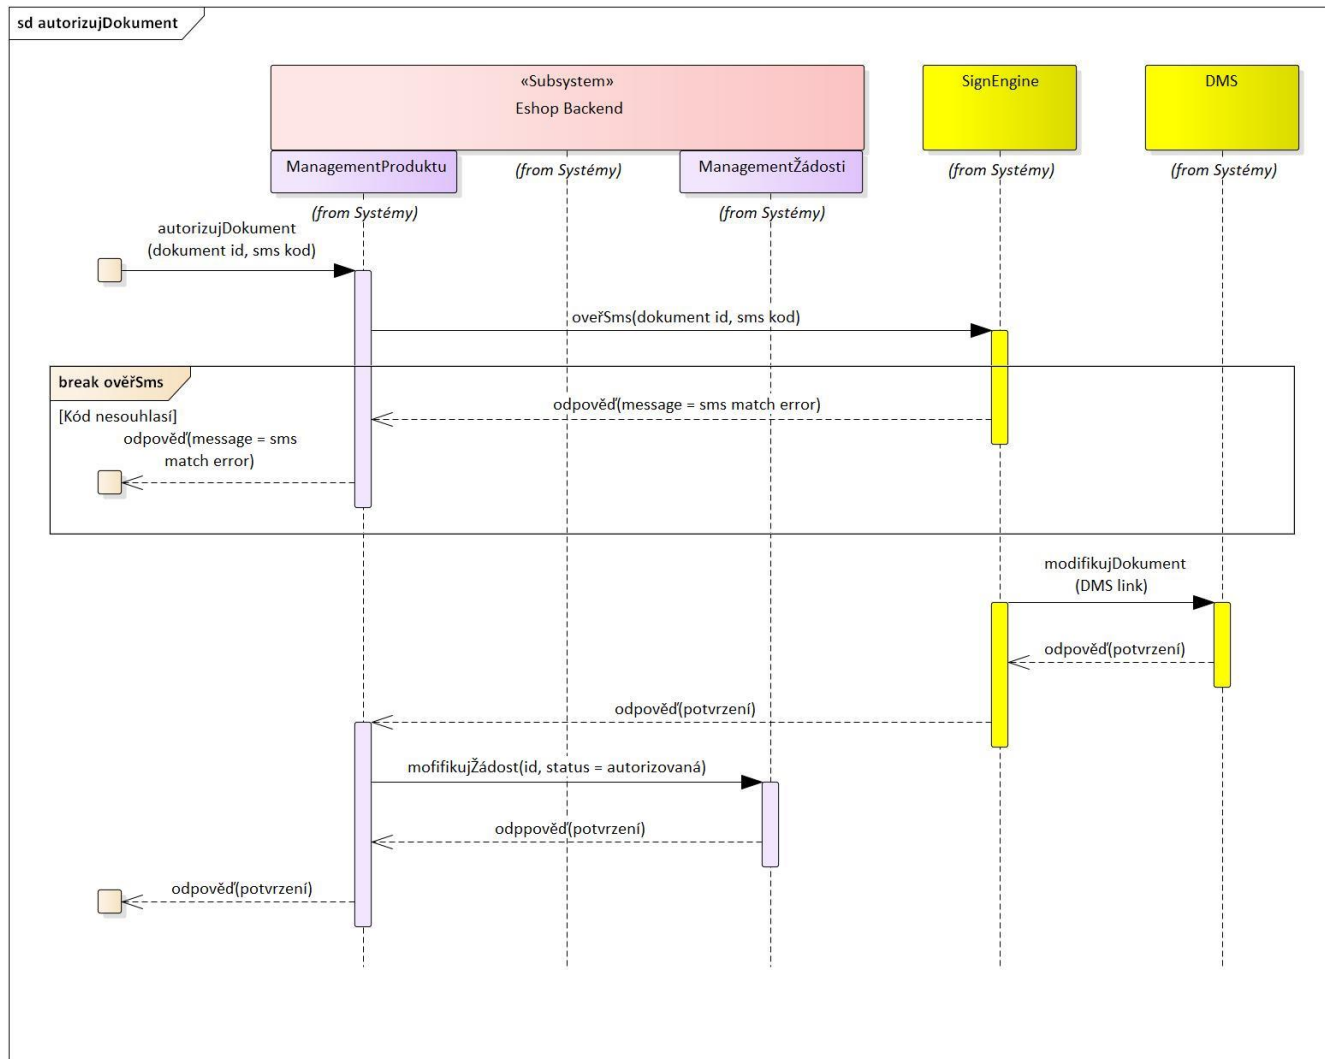 sd autorizujDokument
«Subsystem»
Eshop Backend
SignEngine
DMS
ManagementProduktu
(from Systémy)
ManagementŽádosti
(from Systémy)
(from Systémy)
(from Systémy)
(from Systémy)
autorizujDokument
(dokument id, sms kod)
oveřSms(dokument id, sms kod)
break ověřSms
[Kód nesouhlasí]
odpověď(message = sms match error)
odpověď(message = sms
match error)
modifikujDokument
(DMS link)
odpověď(potvrzení)
odpověď(potvrzení)
mofifikujŽádost(id, status = autorizovaná)
odppověď(potvrzení)
odpověď(potvrzení)